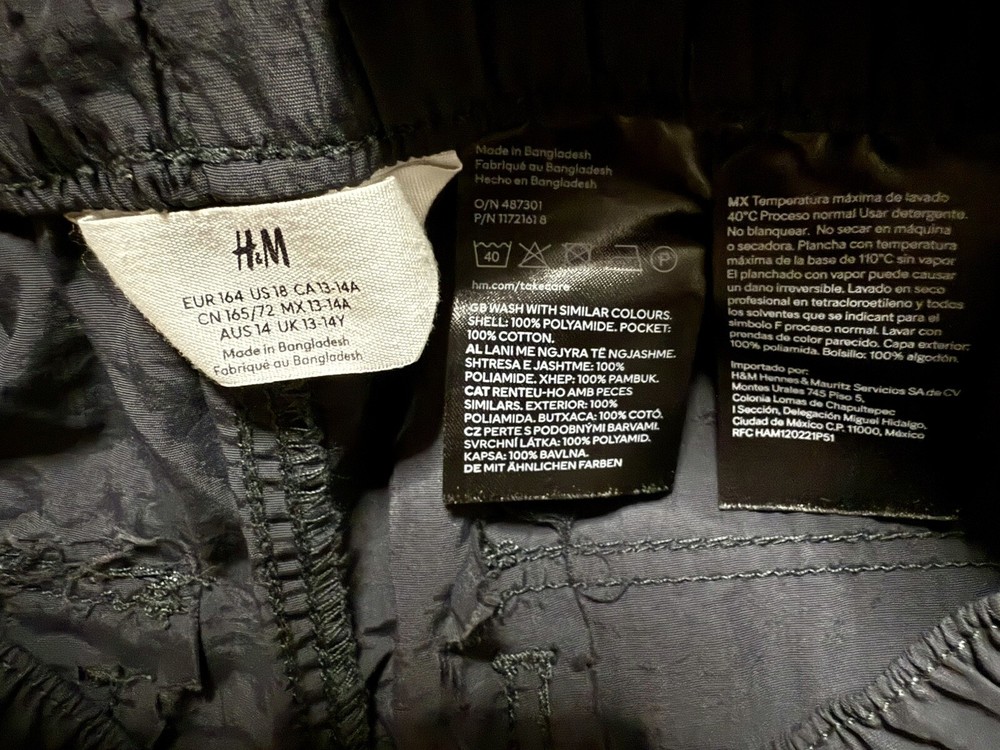 H&M
EUR 164 US 18 CA 13-14A
CN 165/72 MX 13-14A
AUS 14 UK 13-14Y
Made in Bangladesh
Fabriqué au Bangladesh
Made in Bangladesh
Fabriqué au Bangladesh
Hecho en Bangladesh
O/N 487301
P/N 1172161 8
40
P
hm.com/takecare
GB WASH WITH SIMILAR COLOURS.
SHELL: 100% POLYAMIDE. POCKET:
100% COTTON.
AL LANI ME NGJYRA TË NGJASHME.
SHTRESA E JASHTME: 100%
POLIAMIDE. XHEP: 100% PAMBUK.
CAT RENTEU-HO AMB PECES
SIMILARS. EXTERIOR: 100%
POLIAMIDA. BUTXACA: 100% COTÓ.
CZ PERTE S PODOBNÝMI BARVAMI.
SVRCHNÍ LÁTKA: 100% POLYAMID.
KAPSA: 100% BAVLNA.
DE MIT ÄHNLICHEN FARBEN
MX Temperatura máxima de lavado
40°C Proceso normal Usar detergente.
No blanquear. No secar en máquina
o secadora. Plancha con temperatura
máxima de la base de 110°C sin vapor
El planchado con vapor puede causar
un dano irreversible. Lavado en seco
profesional en tetracloroetileno y todos
los solventes que se indican para el
simbolo F proceso normal. Lavar con
prendas de color parecido. Capa exterior:
100% poliamida. Bolsillo: 100% algodón.
Importado por:
H&M Hennes & Mauritz Servicios SA de CV
Montes Urales 745 Piso 5,
Colonia Lomas de Chapultepec
I Sección, Delegación Miguel Hidalgo,
Ciudad de México C.P. 11000, México
RFC HAM120221P51